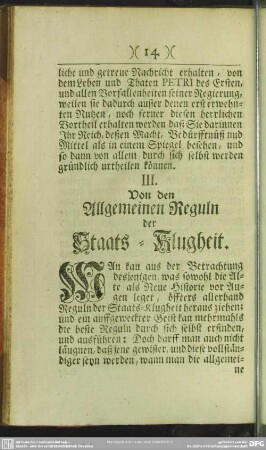 )( 14 )(
liche und getreue Nachricht erhalten, von
dem Leben und Thaten PETRI des Ersten,
und allen Vorfallenheiten seiner Regierung,
weilen sie dadurch außer denen erst erwehn-
ten Nutzen, noch ferner diesen herrlichen
Vortheil erhalten werden daß Sie darinnen
Ihr Reich, dessen Macht, Bedürffnüß und
Mittel als in einem Spiegel besehen, und
so dann von allem durch sich selbst werden
gründlich urtheilen können.
III.
Von den
Allgemeinen Reguln
der
Staats-Klugheit.
MAn kan aus der Betrachtung
desjenigen was sowohl die Al-
te als Neue Historie vor Au-
gen leget, öffters allerhand
Reguln der Staats-Klugheit heraus ziehen:
und ein auffgeweckter Geist kan mehrmahls
die beste Reguln durch sich selbst erfinden,
und ausführen: Doch darff man auch nicht
läugnen, daß jene gewisser, und diese vollstän-
diger seyn werden, wann man die allgemei-
ne
DFG